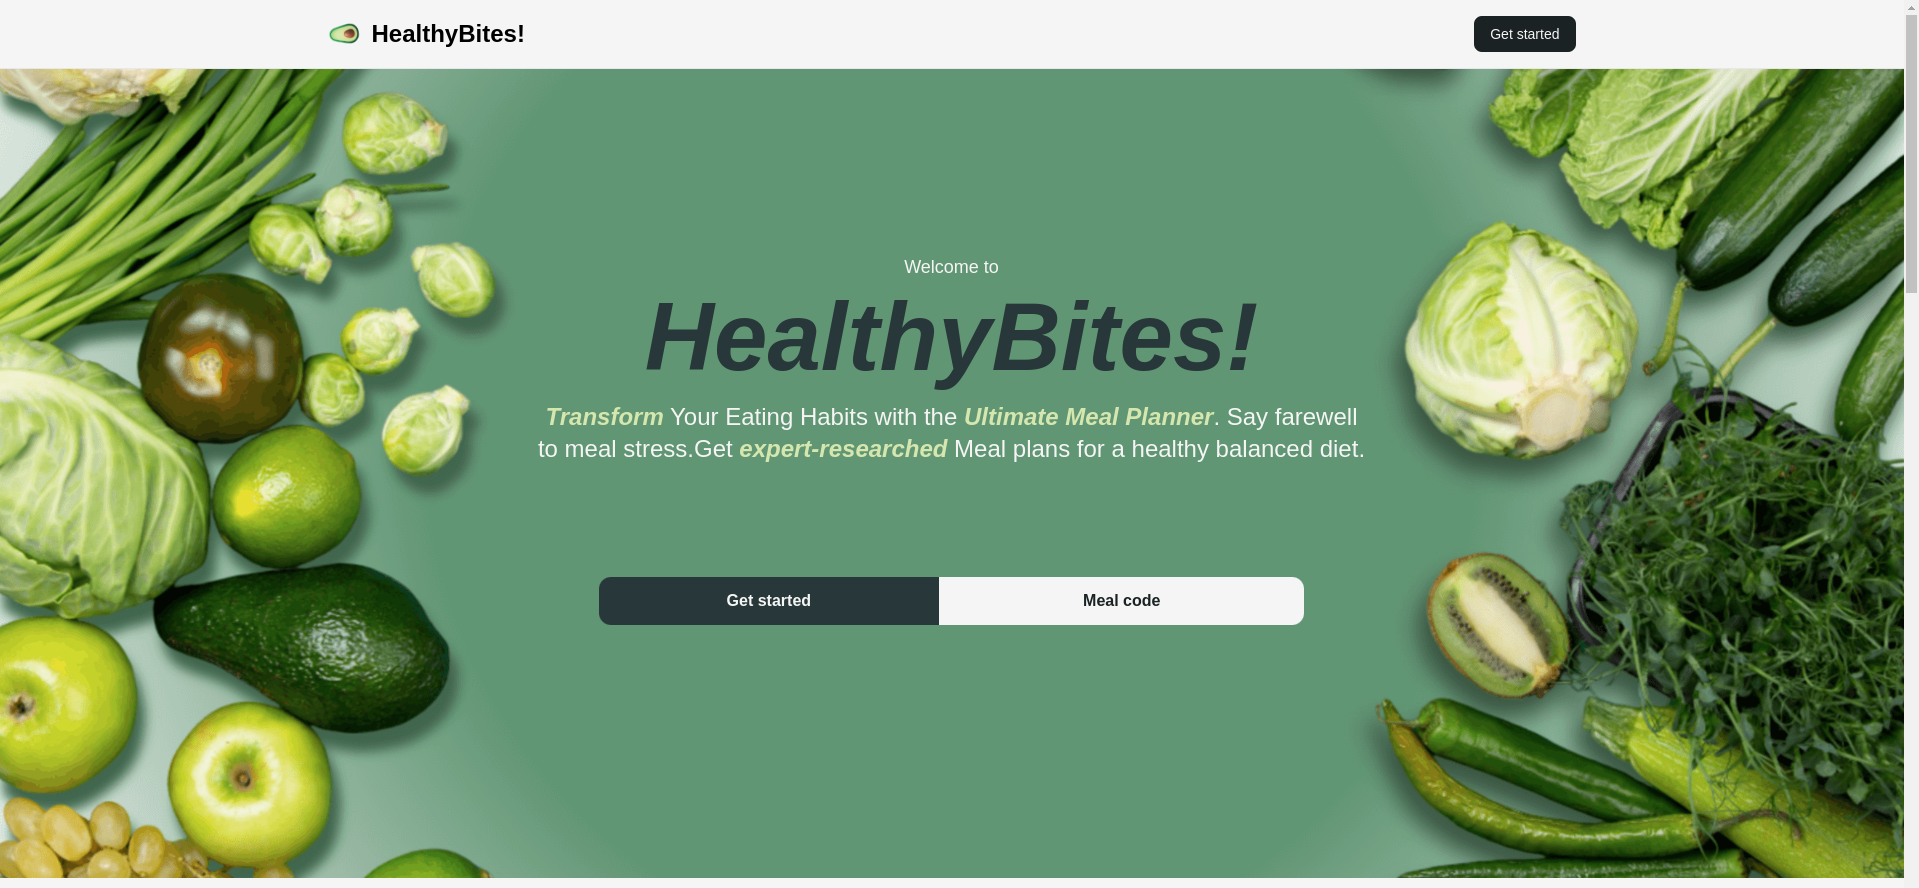 HealthyBites!
Get started
Welcome to
HealthyBites!
Transform Your Eating Habits with the Ultimate Meal Planner. Say farewell
to meal stress.Get expert-researched Meal plans for a healthy balanced diet.
Get started
Meal code